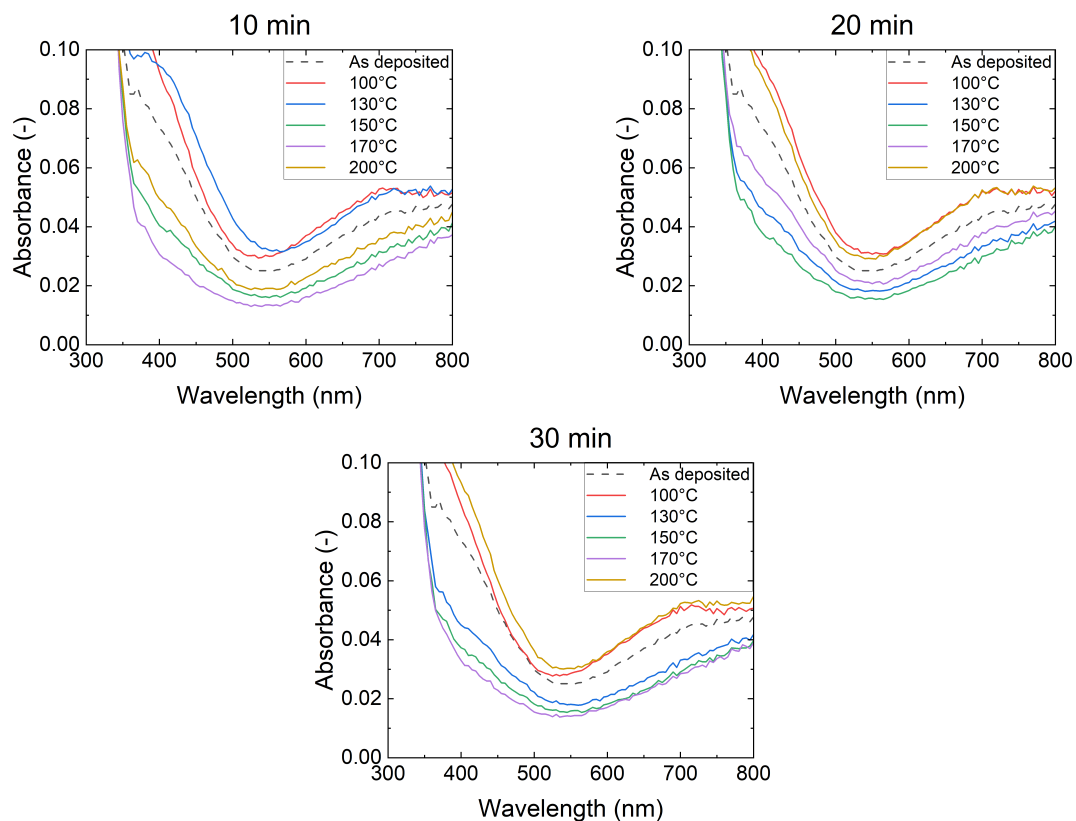 10 min
0.10
0.08
0.06
0.04
0.02
0.00
300 400 500 600 700 800
Absorbance (-)
Wavelength (nm)
As deposited
100°C
130°C
150°C
170°C
200°C
20 min
0.10
0.08
0.06
0.04
0.02
0.00
300 400 500 600 700 800
Absorbance (-)
Wavelength (nm)
As deposited
100°C
130°C
150°C
170°C
200°C
30 min
0.10
0.08
0.06
0.04
0.02
0.00
300 400 500 600 700 800
Absorbance (-)
Wavelength (nm)
As deposited
100°C
130°C
150°C
170°C
200°C